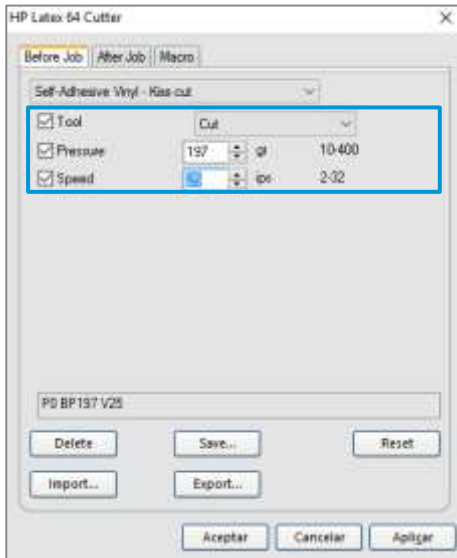 HP Latex 64 Cutter
Before Job After Job Macro
Self-Adhesive Vinyl - Kiss cut
Tool Cut
Pressure 197 gf 10-400
Speed ips 2-32
P0 BP197 V25
Delete Save... Reset
Import... Export...
Aceptar Cancelar Aplicar